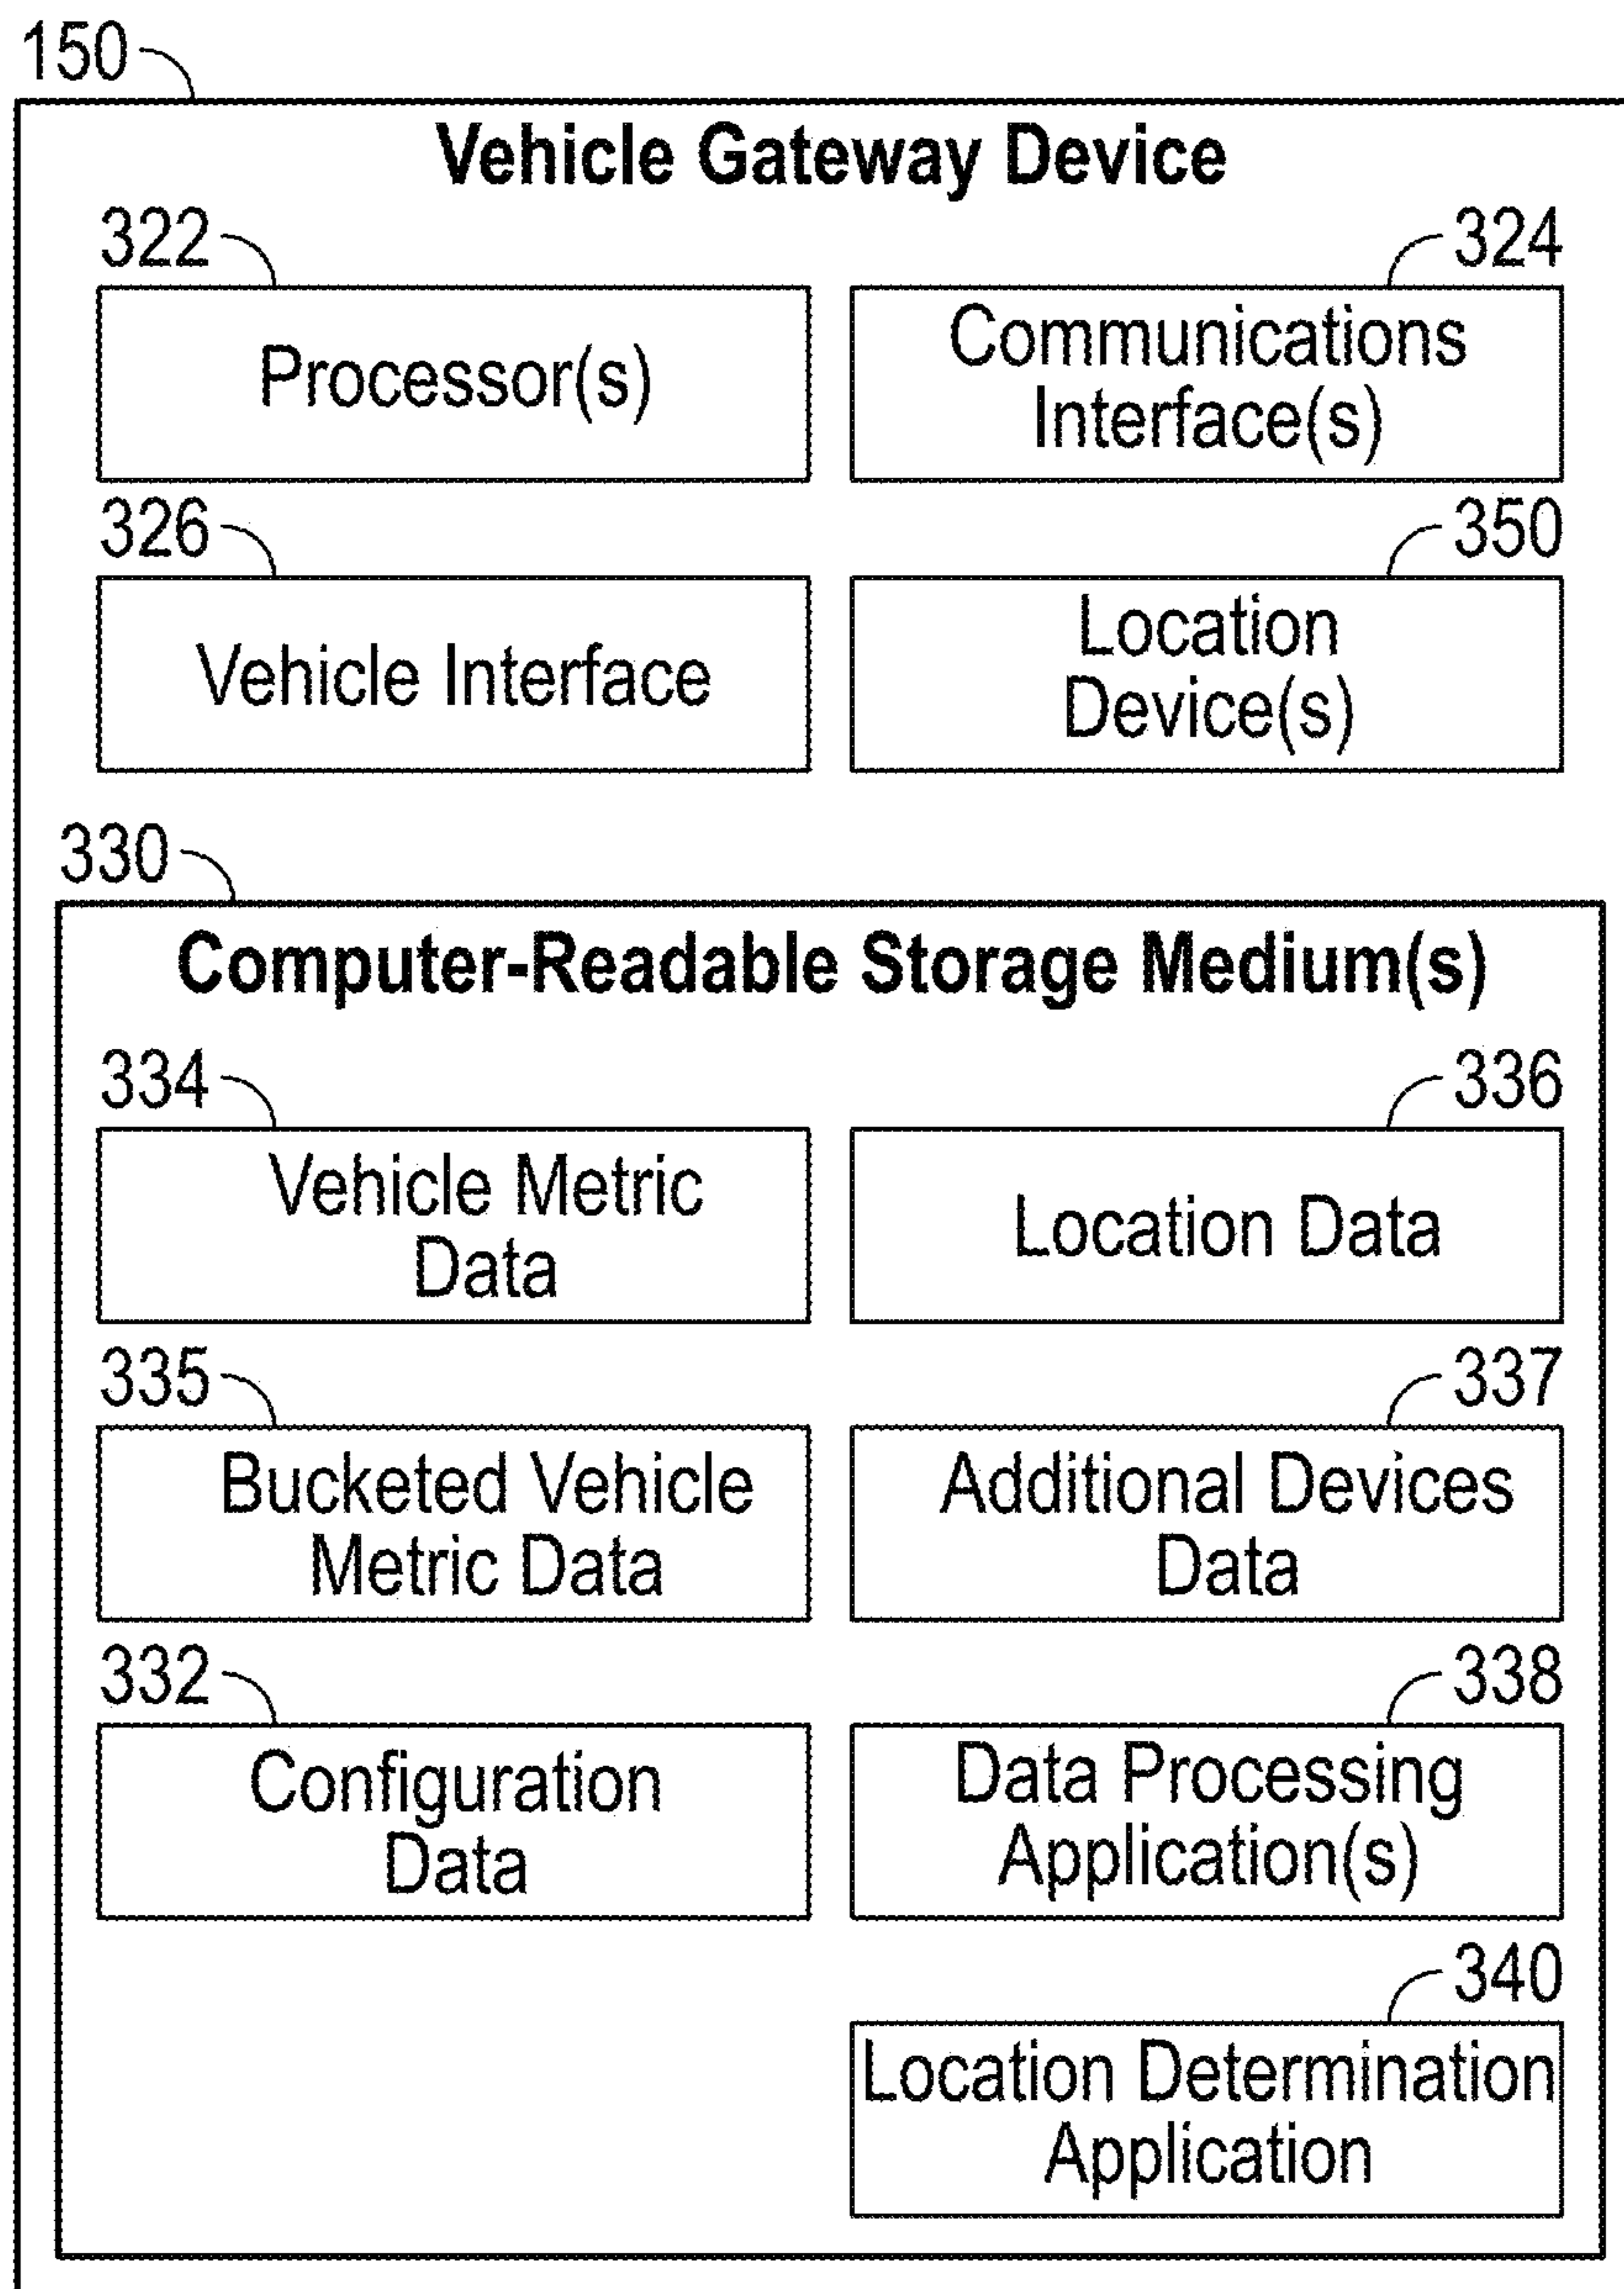 150
Vehicle Gateway Device
322
324
Processor(s)
Communications
Interface(s)
326
350
Vehicle Interface
Location
Device(s)
330
Computer-Readable Storage Medium(s)
334
336
Vehicle Metric
Data
Location Data
335
337
Bucketed Vehicle
Metric Data
Additional Devices
Data
332
338
Configuration
Data
Data Processing
Application(s)
340
Location Determination
Application